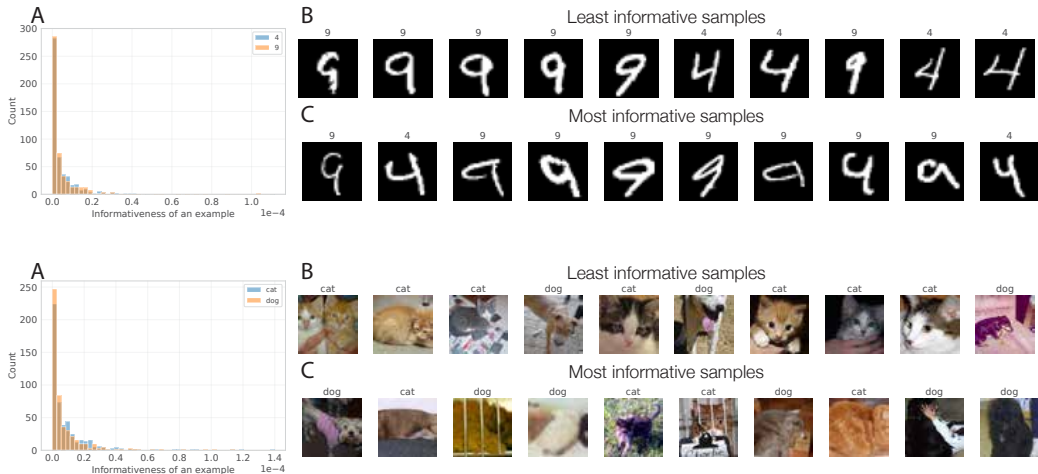 A
300
250
200
150
100
50
0
Count
0.0 0.2 0.4 0.6 0.8 1.0
Informativeness of an example
1e−4
4
9
B
Least informative samples
9 9 9 9 9 4 4 9 4 4
C
Most informative samples
9 4 9 9 9 9 9 9 9 4
A
250
200
150
100
50
0
Count
0.0 0.2 0.4 0.6 0.8 1.0 1.2 1.4
Informativeness of an example
1e−4
cat
dog
B
Least informative samples
cat cat cat dog cat dog cat cat cat dog
C
Most informative samples
dog cat dog dog cat cat dog cat dog dog